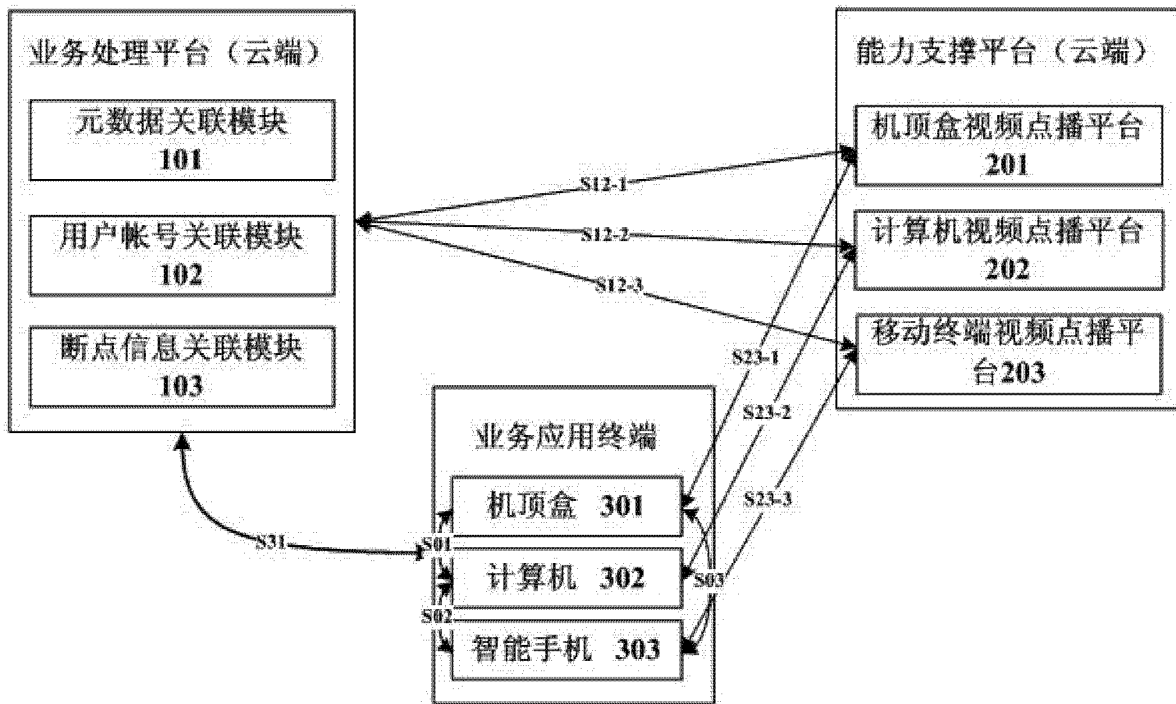 业务处理平台（云端）
元数据关联模块
101
用户帐号关联模块
102
断点信息关联模块
103
能力支撑平台（云端）
机顶盒视频点播平台
201
计算机视频点播平台
202
移动终端视频点播平
台203
S12-1
S12-2
S12-3
S23-1
S23-2
S23-3
业务应用终端
机顶盒 301
计算机 302
智能手机 303
S31
S01
S02
S03